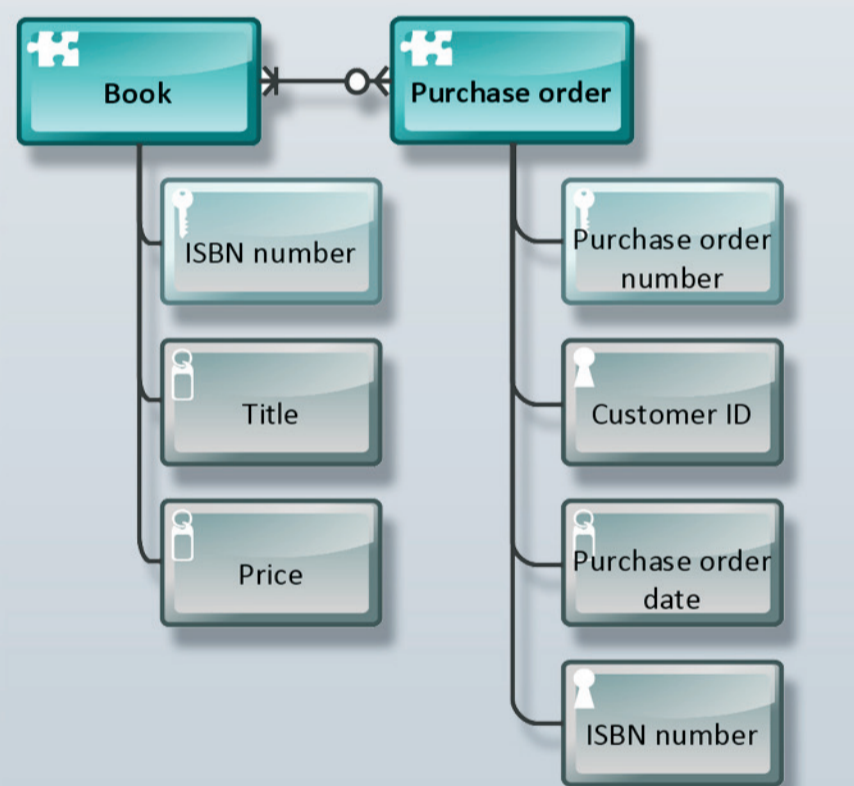 Book
Purchase order
ISBN number
Title
Price
Purchase order
number
Customer ID
Purchase order
date
ISBN number